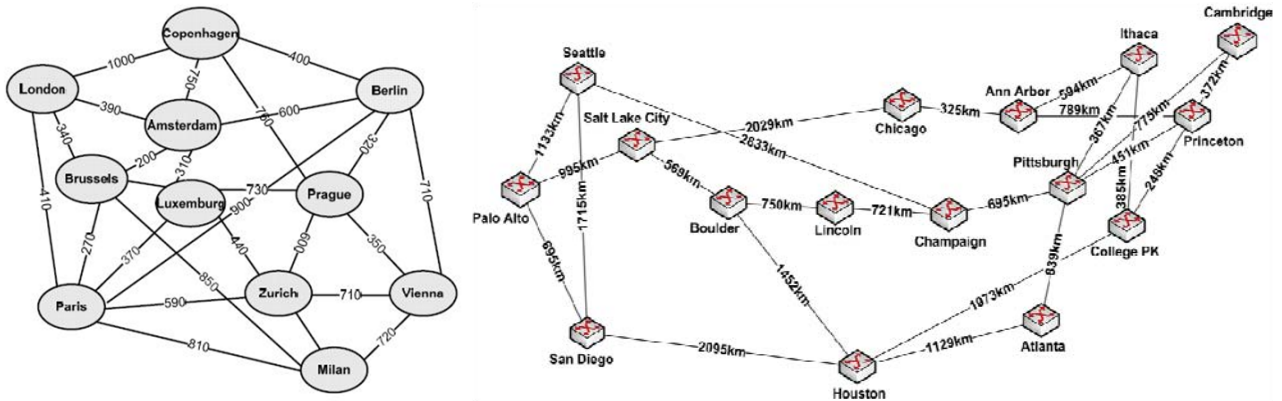 Copenhagen
1000
400
London
750
Berlin
390
760
600
Amsterdam
340
320
200
310
Brussels
730
Prague
Luxemburg
900
410
710
440
600
350
270
370
850
Paris
590
Zurich
710
Vienna
810
720
Milan
Cambridge
Ithaca
Seattle
594km
372km
Ann Arbor
775km
Salt Lake City
2029km
325km
789km
Chicago
Princeton
1133km
2833km
367km
451km
995km
Pittsburgh
569km
248km
385km
Palo Alto
1715km
750km
721km
695km
Boulder
Lincoln
Champaign
College PK
695km
839km
1452km
1073km
San Diego
2095km
1129km
Atlanta
Houston